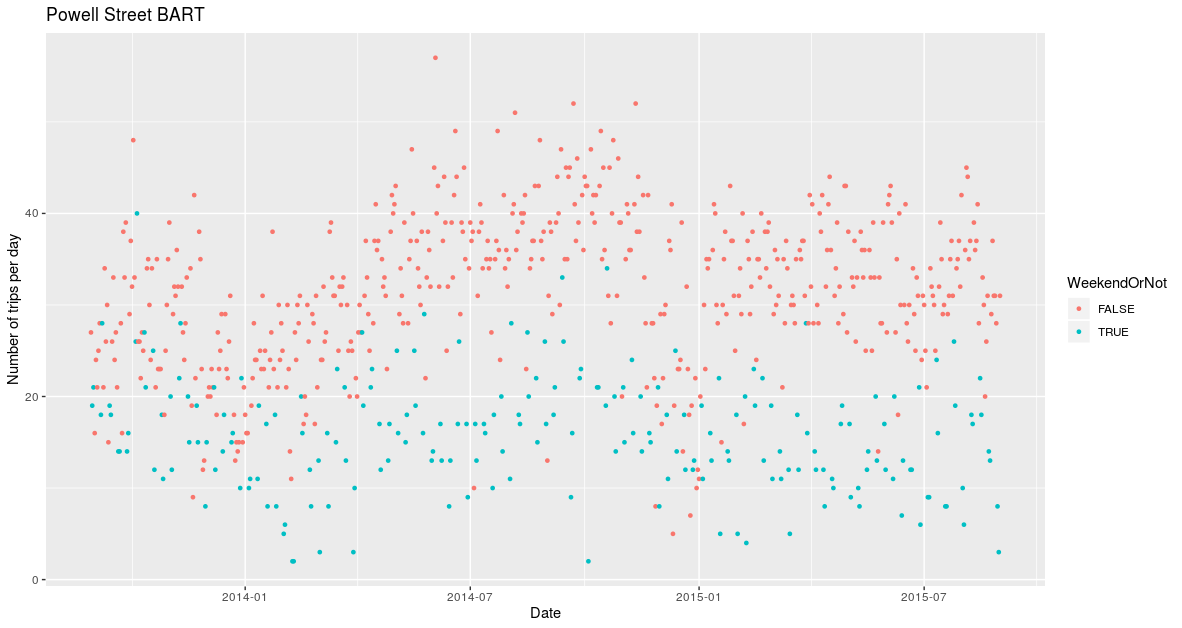 Powell Street BART
Number of trips per day
40
20
0
2014-01
2014-07
2015-01
2015-07
Date
WeekendOrNot
FALSE
TRUE